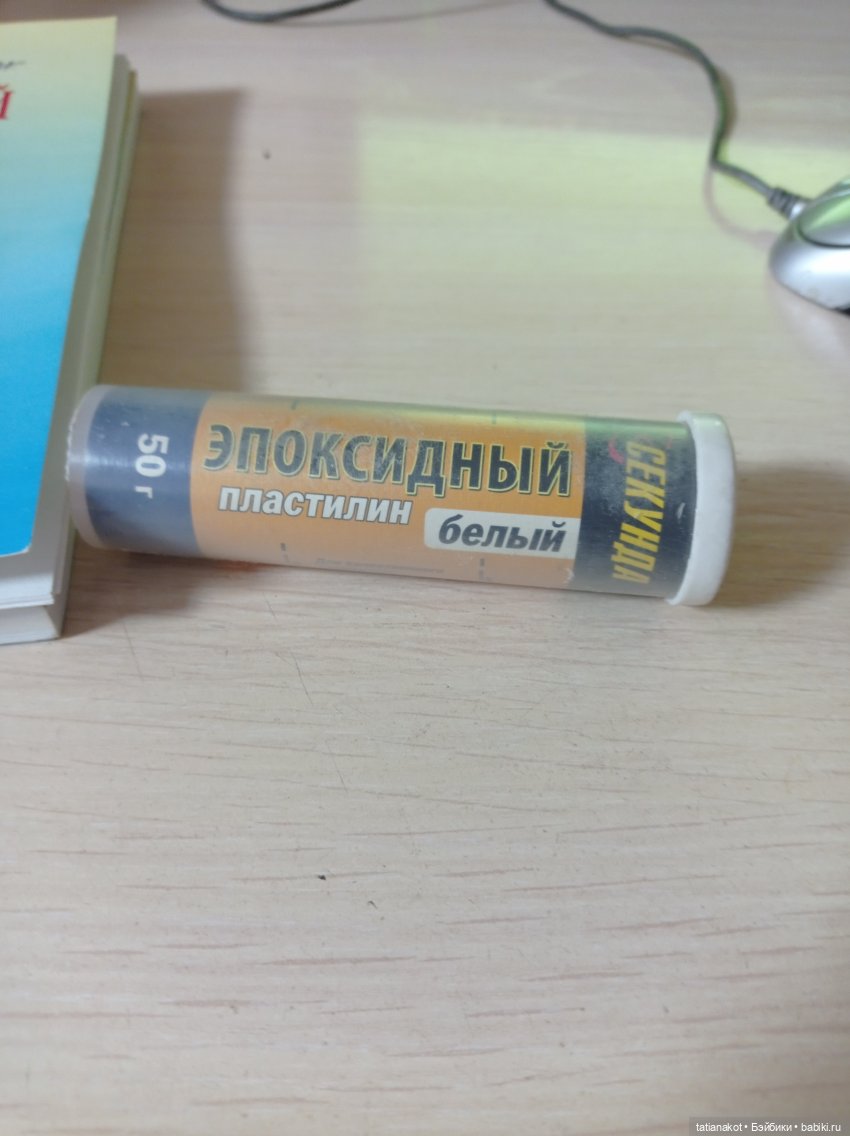 Й
50 г
ЭПОКСИДНЫЙ
пластилин
белый
СЕКУНДА
tatianakot • Бэйбики • babiki.ru